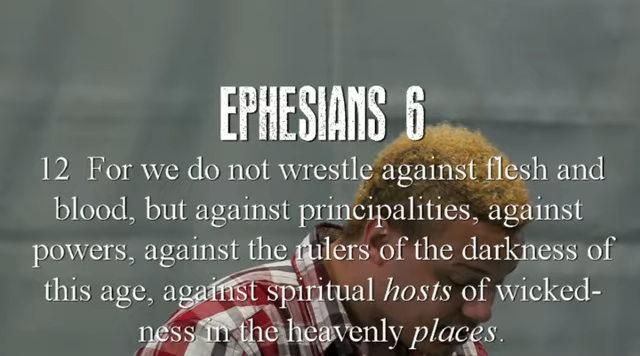 EPHESIANS 6
12 For we do not wrestle against flesh and
blood, but against principalities, against
powers, against the rulers of the darkness of
this age, against spiritual hosts of wicked-
ness in the heavenly places.